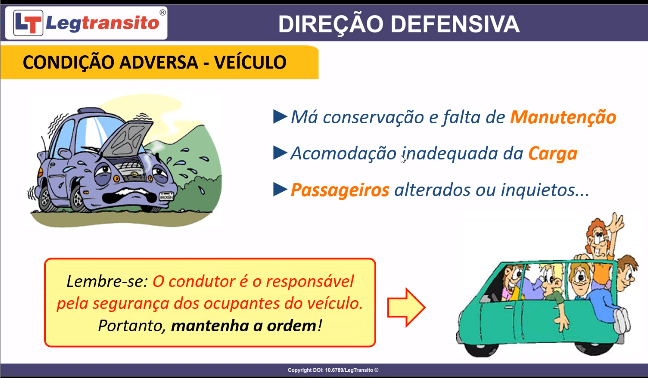 LT Legtransito®
DIREÇÃO DEFENSIVA
CONDIÇÃO ADVERSA - VEÍCULO
►Má conservação e falta de Manutenção
►Acomodação inadequada da Carga
►Passageiros alterados ou inquietos...
Lembre-se: O condutor é o responsável
pela segurança dos ocupantes do veículo.
Portanto, mantenha a ordem!
Copyright DOI: 10.6789/LegTransito ©